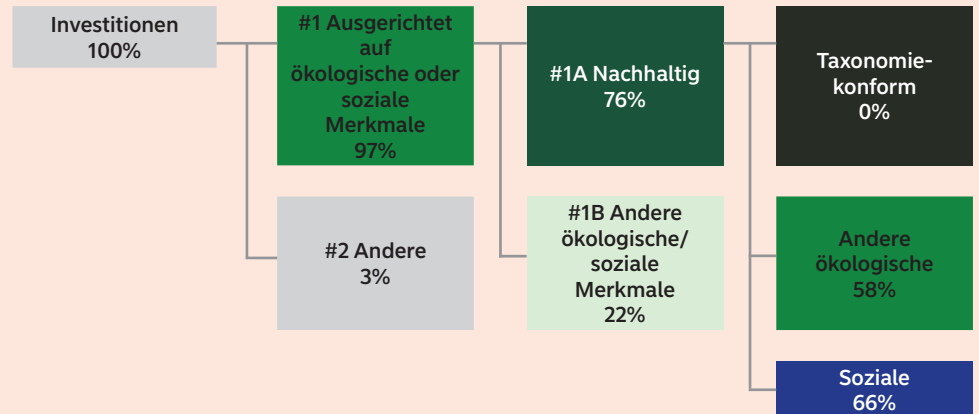 Investitionen
100%
#1 Ausgerichtet
auf
ökologische oder
soziale
Merkmale
97%
#2 Andere
3%
#1A Nachhaltig
76%
#1B Andere
ökologische/
soziale
Merkmale
22%
Taxonomie-
konform
0%
Andere
ökologische
58%
Soziale
66%